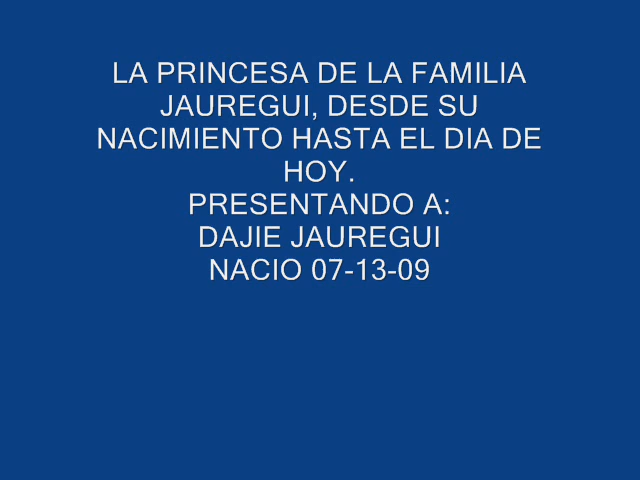 LA PRINCESA DE LA FAMILIA
JAUREGUI, DESDE SU
NACIMIENTO HASTA EL DIA DE
HOY.
PRESENTANDO A:
DAJIE JAUREGUI
NACIO 07-13-09